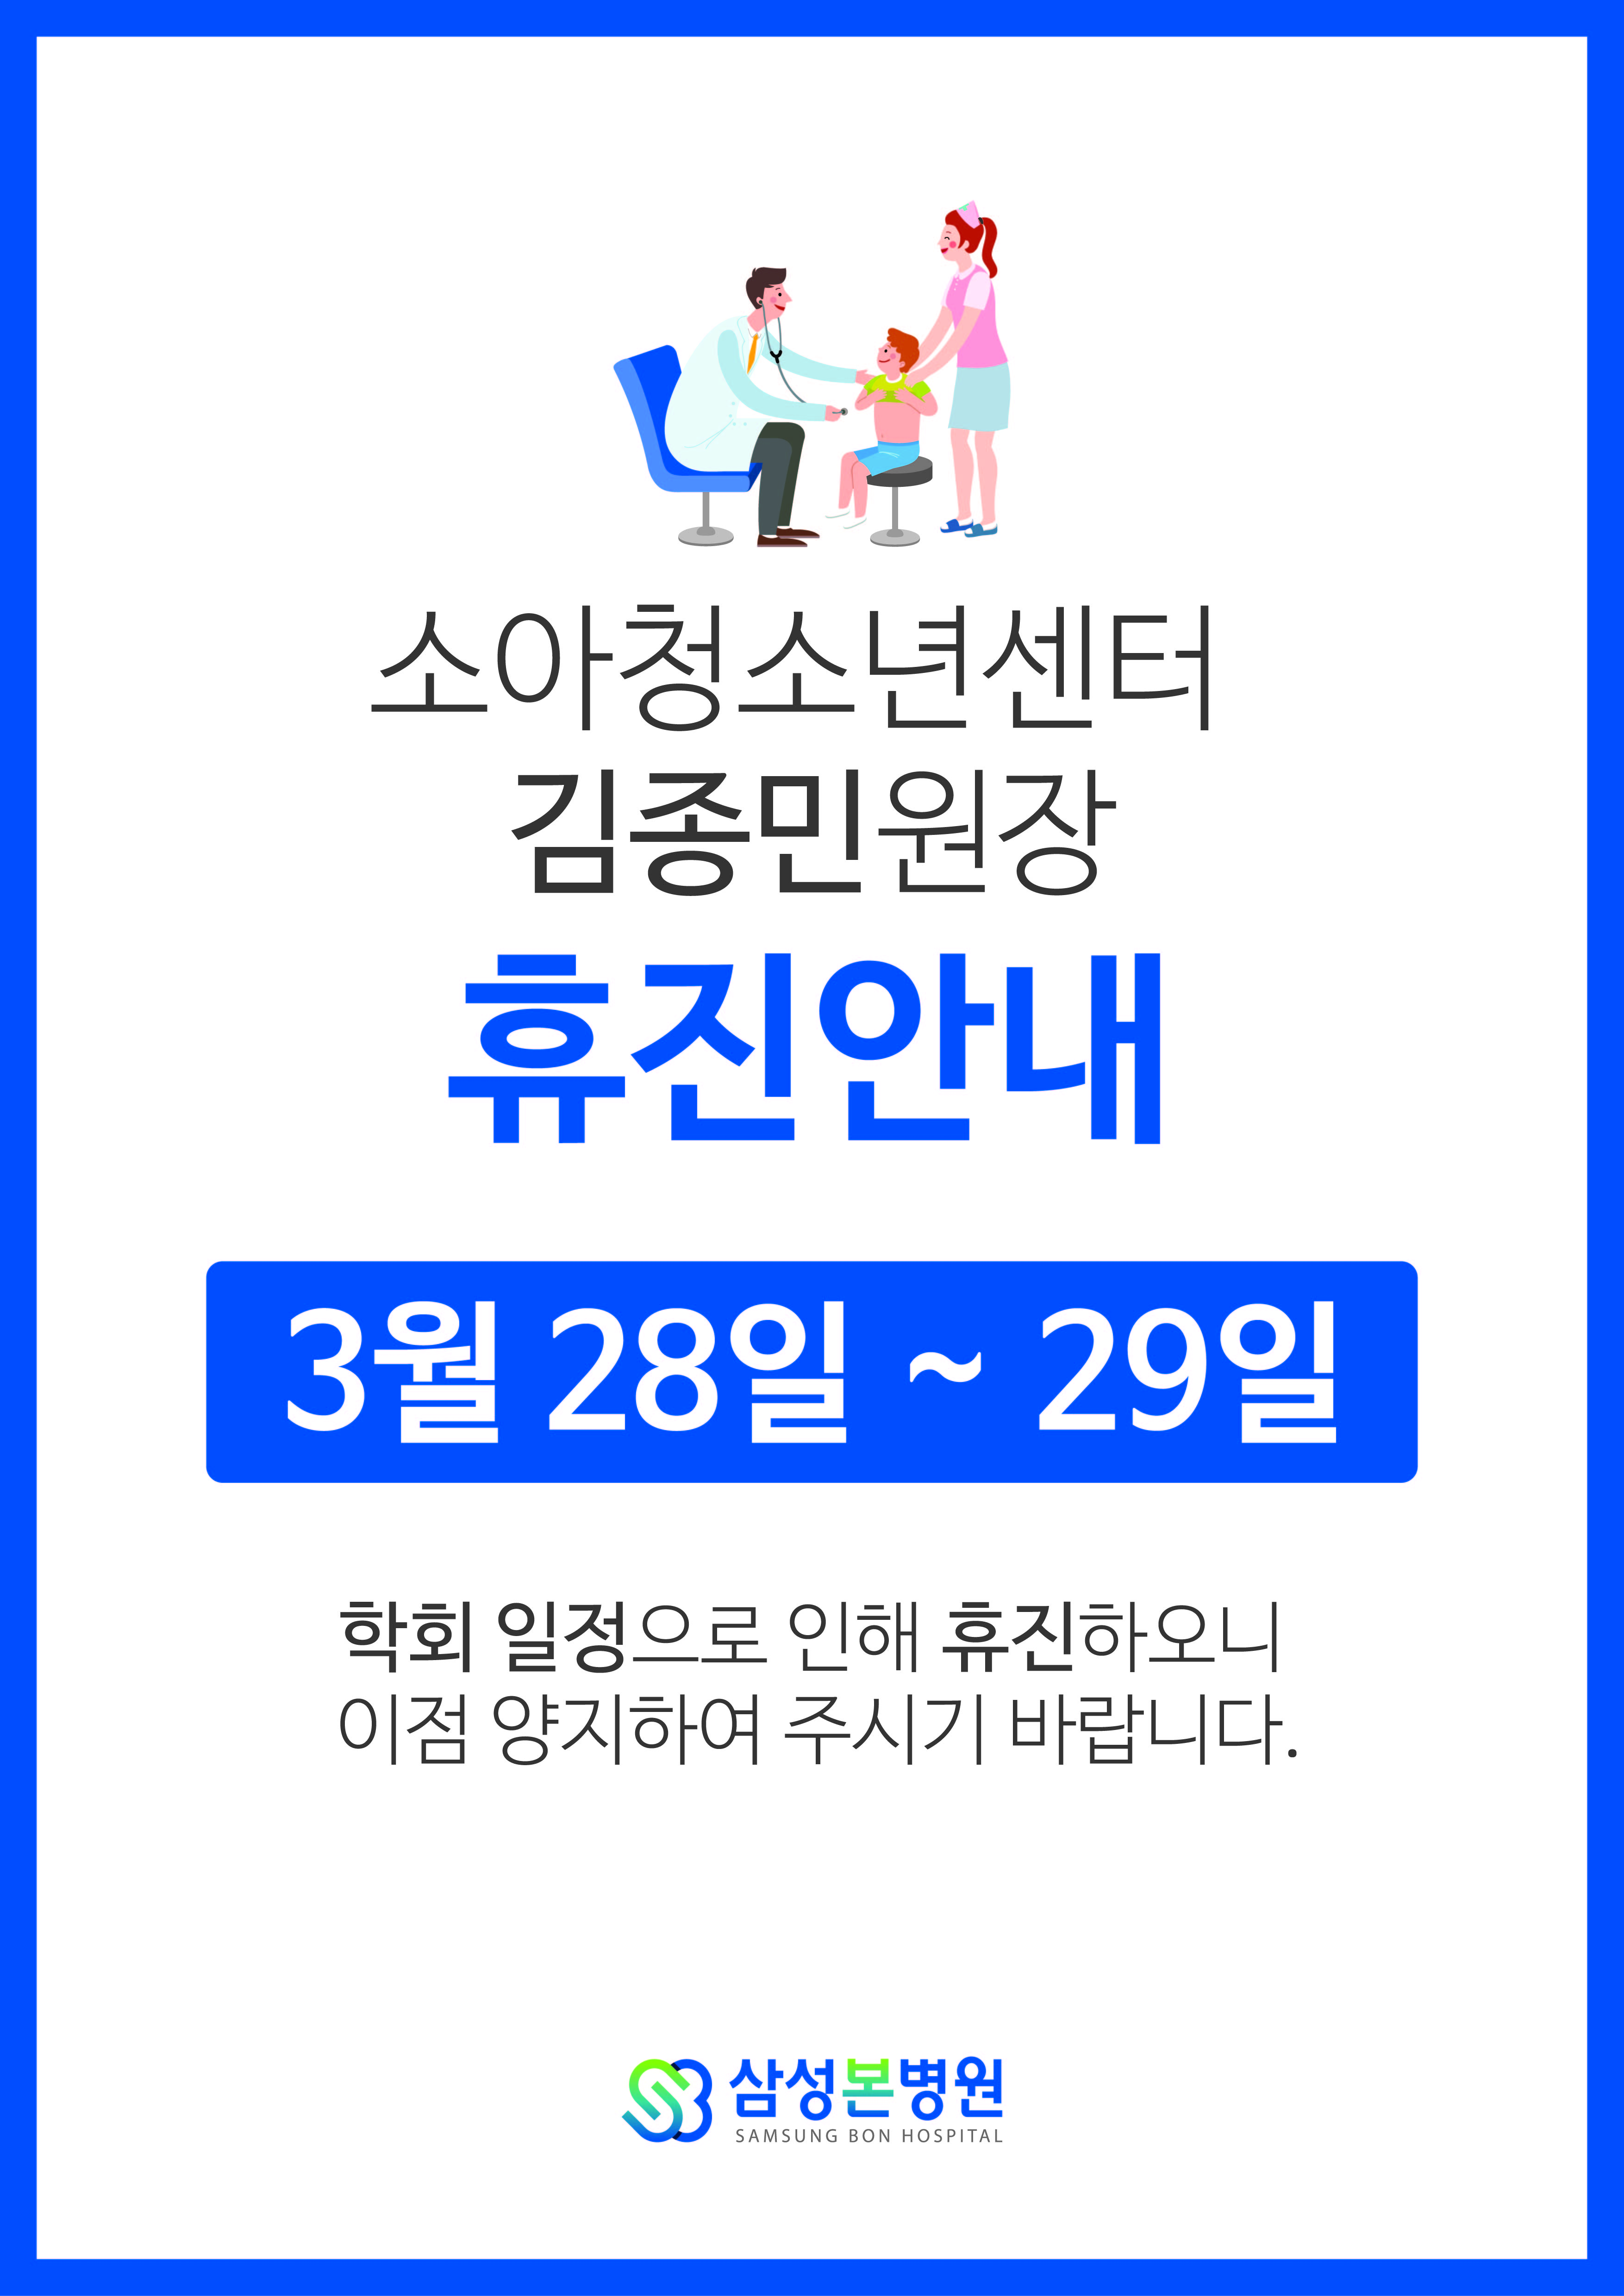 소아청소년센터
김종민원장
휴진안내
3월 28일 ~ 29일
학회 일정으로 인해 휴진하오니
이점 양지하여 주시기 바랍니다.
삼성본병원
SAMSUNG BON HOSPITAL